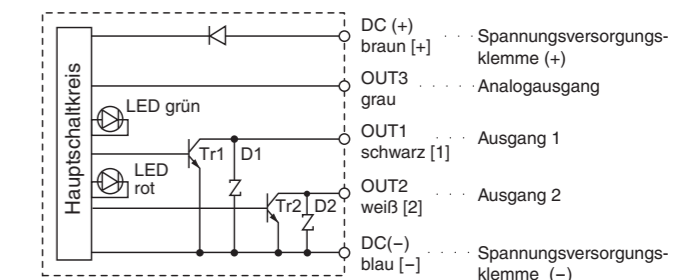 Hauptschaltkreis
LED grün
LED
rot
Tr1
D1
Tr2
D2
DC (+)
braun [+]
Spannungsversorgungs-
klemme (+)
OUT3
grau
Analogausgang
OUT1
schwarz [1]
Ausgang 1
OUT2
weiß [2]
Ausgang 2
DC(−)
blau [−]
Spannungsversorgungs-
klemme (−)